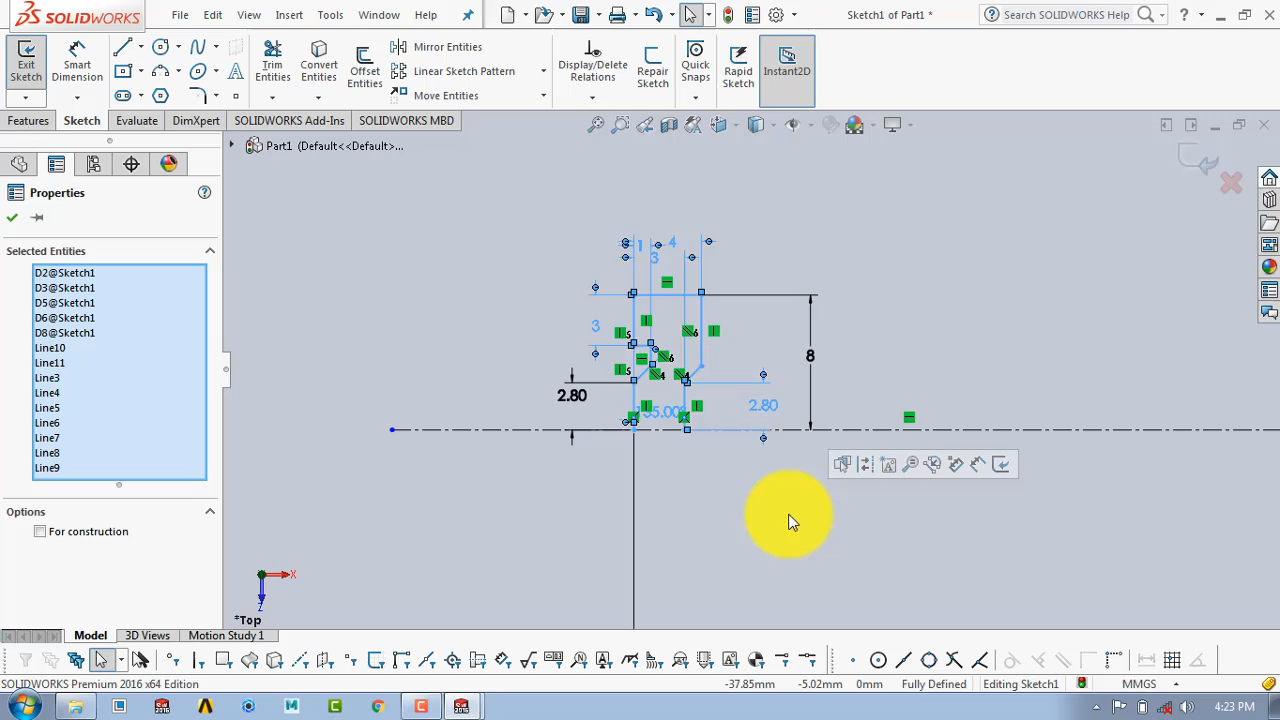 SOLIDWORKS File Edit View Insert Tools Window Help Sketch1 of Part1 * Search SOLIDWORKS Help ?
Exit Sketch Smart Dimension Trim Entities Convert Entities Offset Entities Mirror Entities Linear Sketch Pattern Move Entities Display/Delete Relations Repair Sketch Quick Snaps Rapid Sketch Instant2D
Features Sketch Evaluate DimXpert SOLIDWORKS Add-Ins SOLIDWORKS MBD
Part1 (Default<<Default>...
Properties
Selected Entities
D2@Sketch1
D3@Sketch1
D5@Sketch1
D6@Sketch1
D8@Sketch1
Line10
Line11
Line3
Line4
Line5
Line6
Line7
Line8
Line9
Options
For construction
1 4
3
3
8
2.80
2.80
X
Z
*Top
Model 3D Views Motion Study 1
SOLIDWORKS Premium 2016 x64 Edition -37.85mm -5.02mm 0mm Fully Defined Editing Sketch1 MMGS
4:23 PM